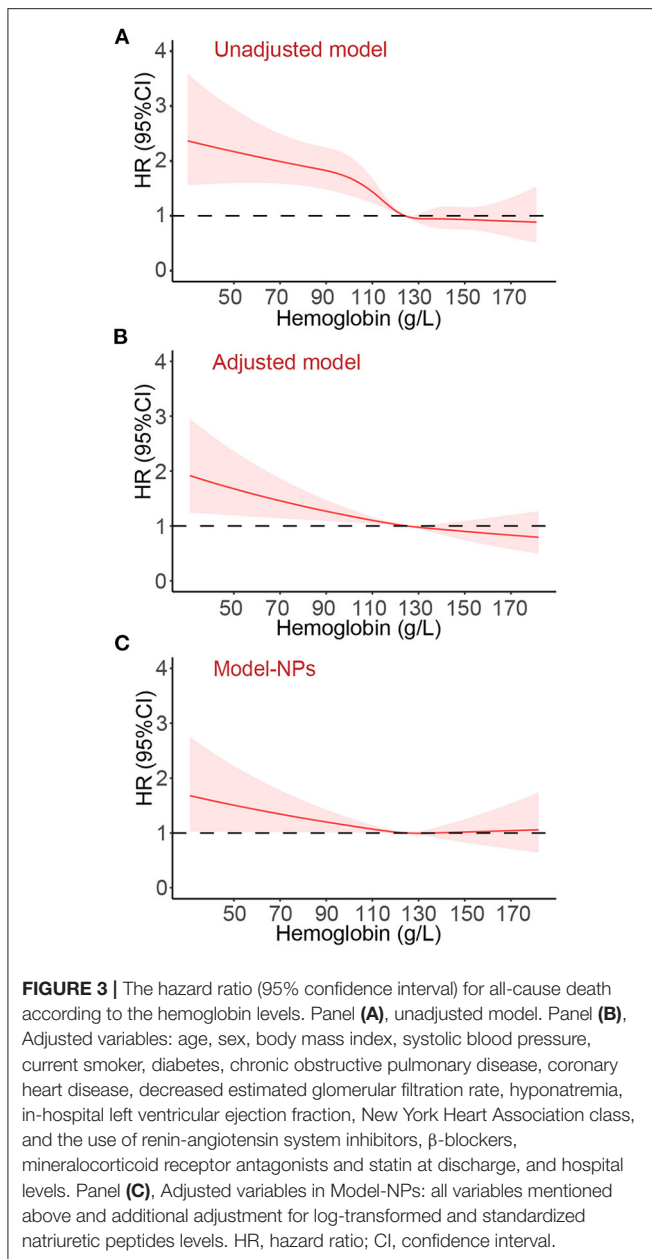 A
Unadjusted model
HR (95%CI)
4
3
2
1
0
50 70 90 110 130 150 170
Hemoglobin (g/L)
B
Adjusted model
HR (95%CI)
4
3
2
1
0
50 70 90 110 130 150 170
Hemoglobin (g/L)
C
Model-NPs
HR (95%CI)
4
3
2
1
0
50 70 90 110 130 150 170
Hemoglobin (g/L)
FIGURE 3 | The hazard ratio (95% confidence interval) for all-cause death
according to the hemoglobin levels. Panel (A), unadjusted model. Panel (B),
Adjusted variables: age, sex, body mass index, systolic blood pressure,
current smoker, diabetes, chronic obstructive pulmonary disease, coronary
heart disease, decreased estimated glomerular filtration rate, hyponatremia,
in-hospital left ventricular ejection fraction, New York Heart Association class,
and the use of renin-angiotensin system inhibitors, β-blockers,
mineralocorticoid receptor antagonists and statin at discharge, and hospital
levels. Panel (C), Adjusted variables in Model-NPs: all variables mentioned
above and additional adjustment for log-transformed and standardized
natriuretic peptides levels. HR, hazard ratio; CI, confidence interval.